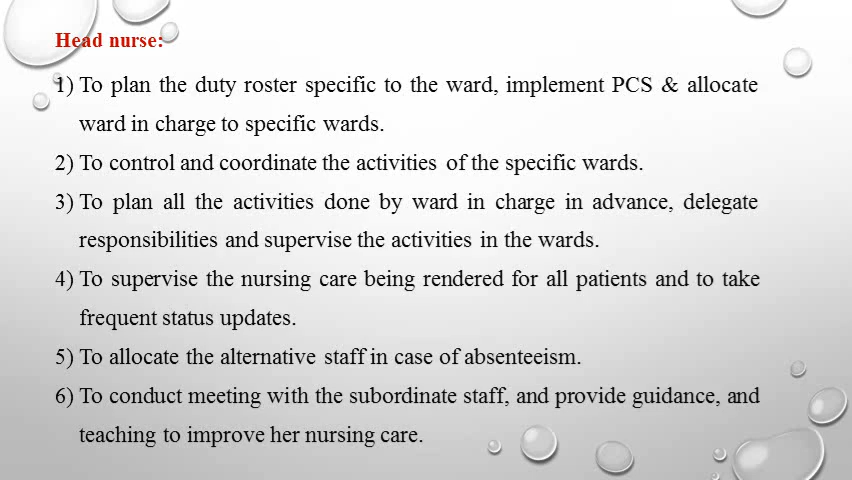 Head nurse:
1) To plan the duty roster specific to the ward, implement PCS & allocate
ward in charge to specific wards.
2) To control and coordinate the activities of the specific wards.
3) To plan all the activities done by ward in charge in advance, delegate
responsibilities and supervise the activities in the wards.
4) To supervise the nursing care being rendered for all patients and to take
frequent status updates.
5) To allocate the alternative staff in case of absenteeism.
6) To conduct meeting with the subordinate staff, and provide guidance, and
teaching to improve her nursing care.